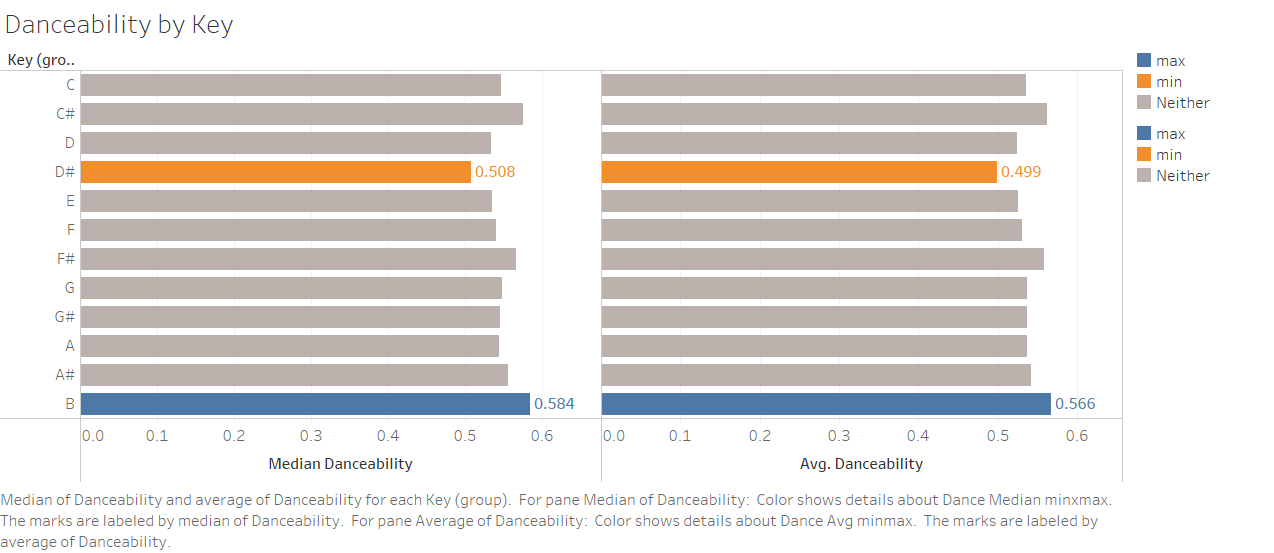 Danceability by Key
Key (gro..
max
min
Neither
max
min
Neither
C
C#
D
D# 0.508 0.499
E
F
F#
G
G#
A
A#
B 0.584 0.566
0.0 0.1 0.2 0.3 0.4 0.5 0.6 0.0 0.1 0.2 0.3 0.4 0.5 0.6
Median Danceability Avg. Danceability
Median of Danceability and average of Danceability for each Key (group).  For pane Median of Danceability:  Color shows details about Dance Median minxmax.
The marks are labeled by median of Danceability.  For pane Average of Danceability:  Color shows details about Dance Avg minmax.  The marks are labeled by
average of Danceability.